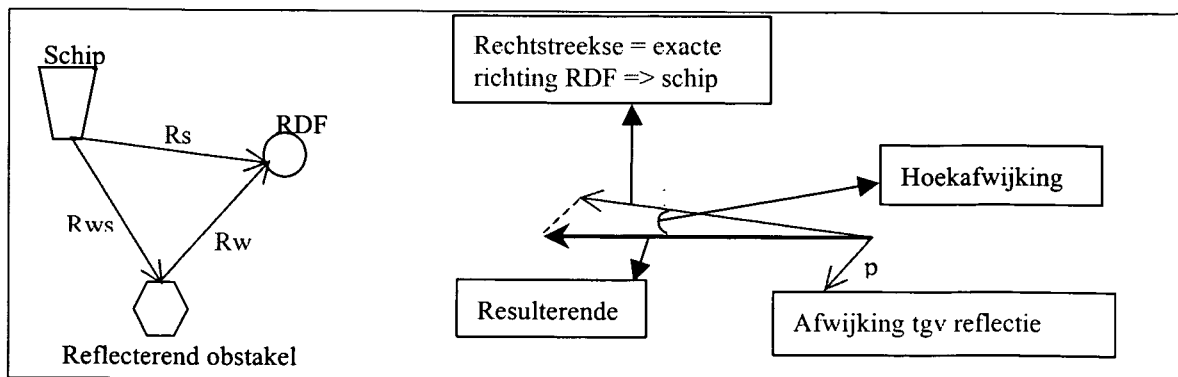 Schip
RDF
Rs
Rws
Rw
Reflecterend obstakel
Rechtstreekse = exacte
richting RDF => schip
Hoekafwijking
Resulterende
p
Afwijking tgv reflectie